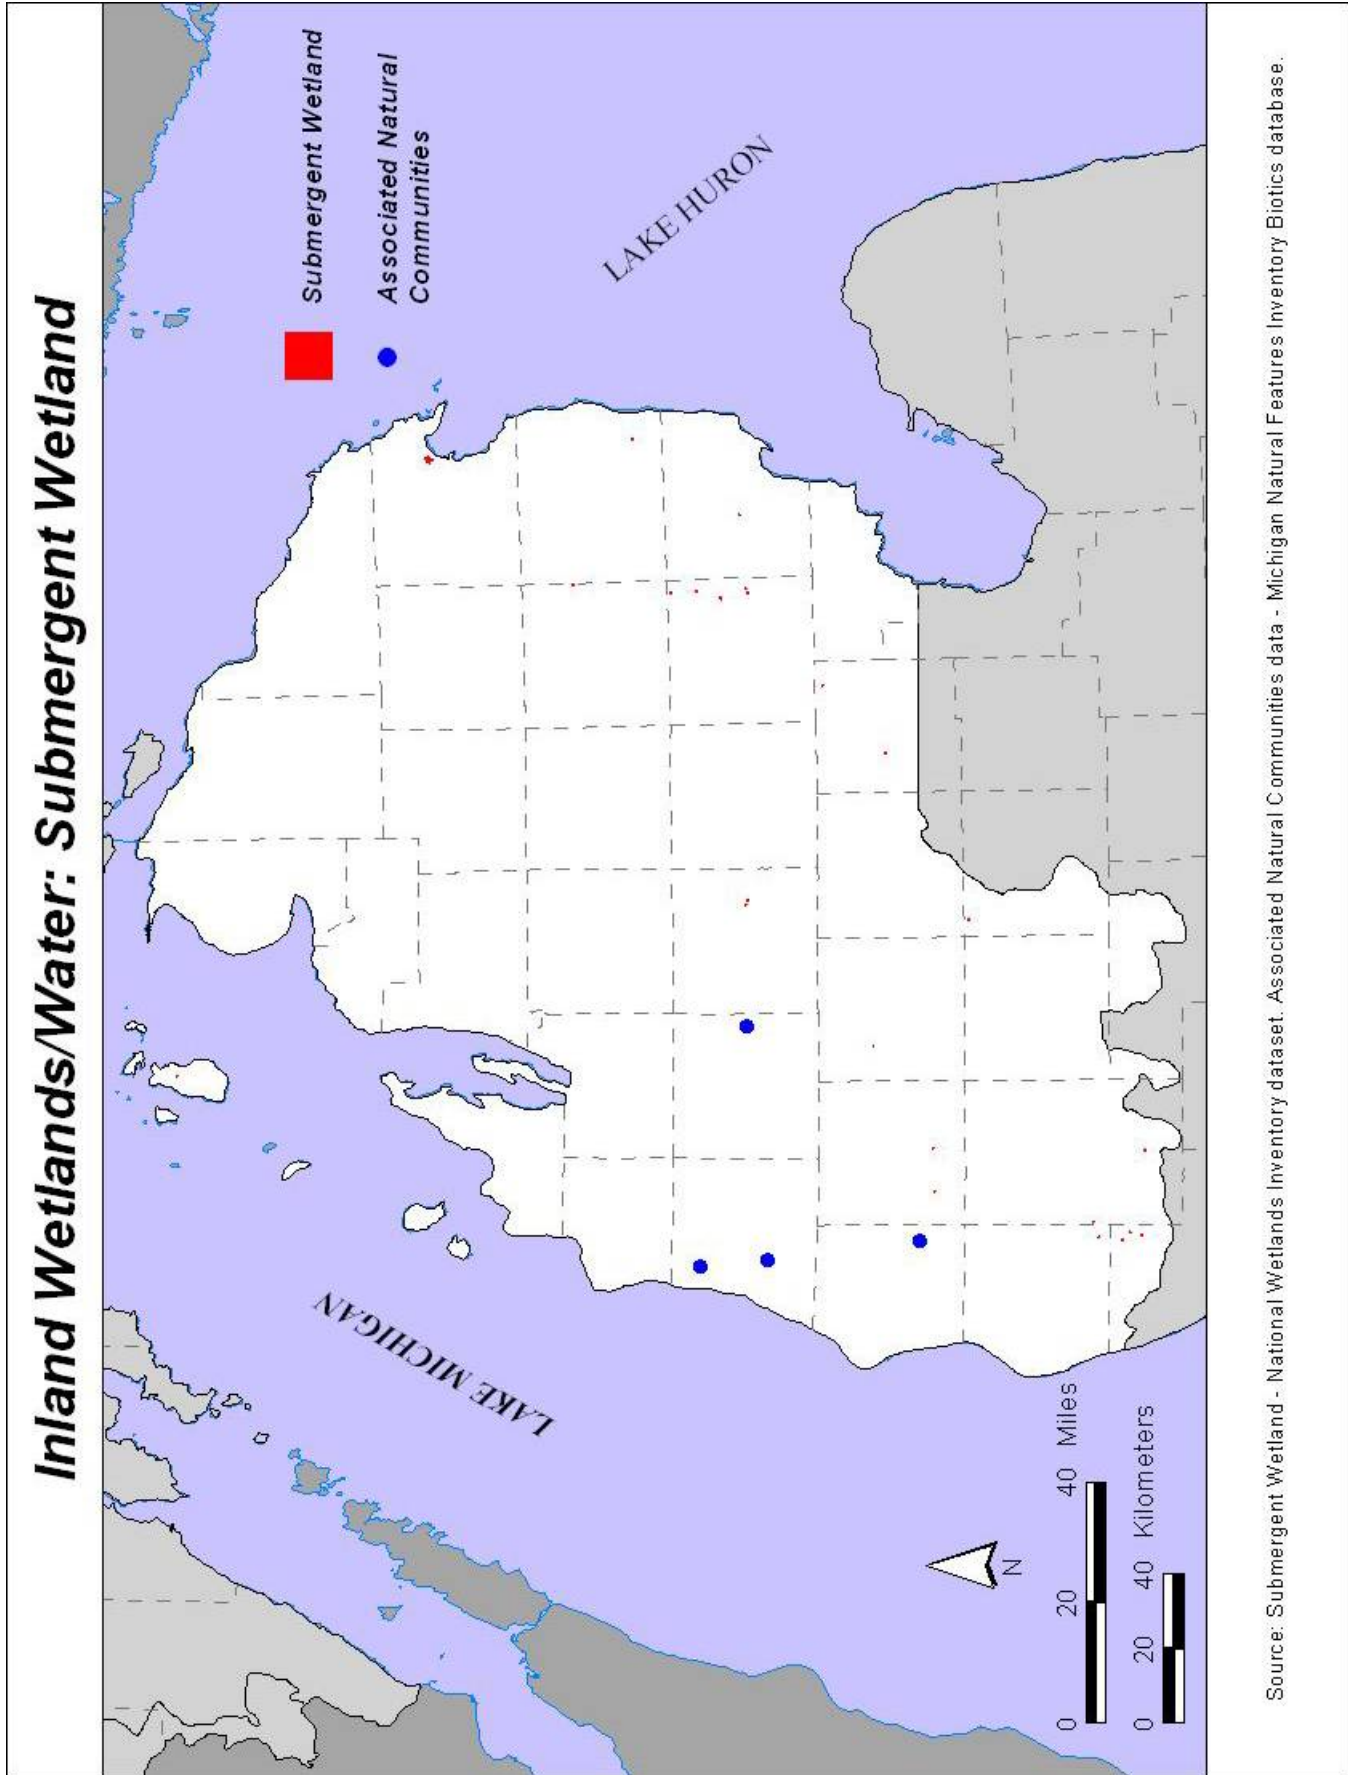 Inland Wetlands/Water: Submergent Wetland
Submergent Wetland
Associated Natural
Communities
LAKE HURON
LAKE MICHIGAN
N
0 20 40 Miles
0 20 40 Kilometers
Source: Submergent Wetland - National Wetlands Inventory dataset. Associated Natural Communities data - Michigan Natural Features Inventory Biotics database.